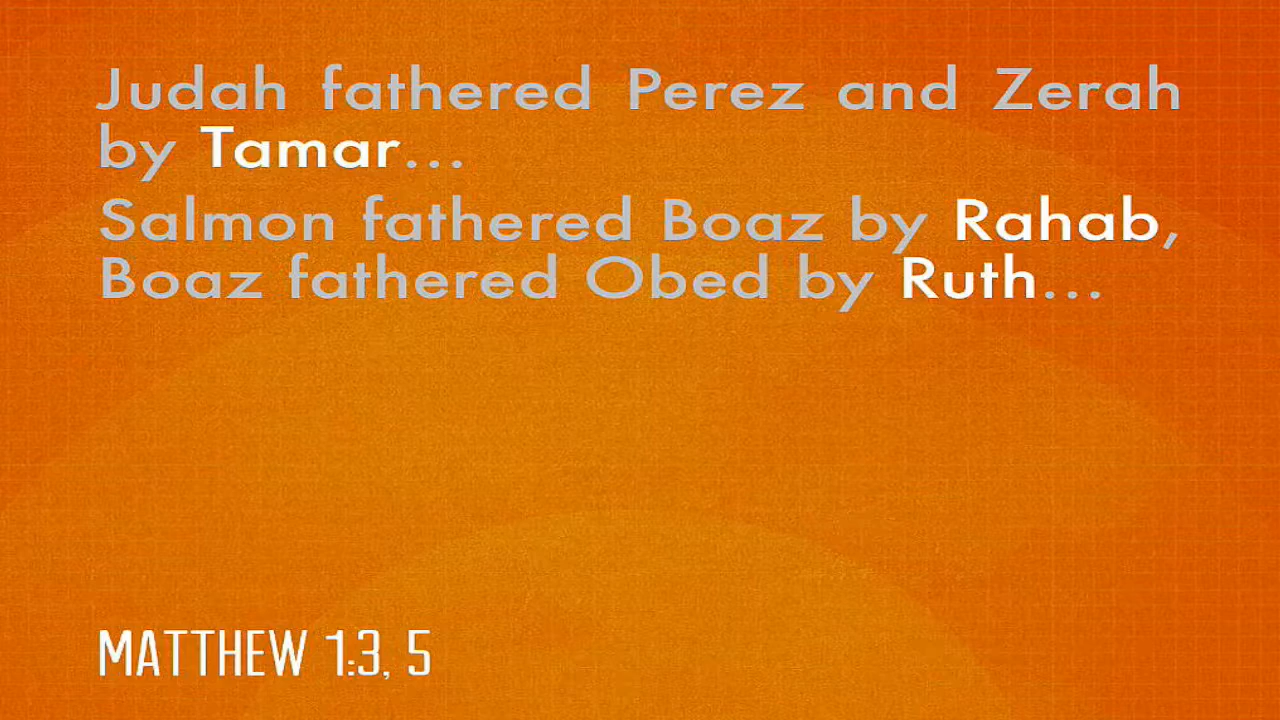 Judah fathered Perez and Zerah
by Tamar...
Salmon fathered Boaz by Rahab,
Boaz fathered Obed by Ruth...
MATTHEW 1:3, 5